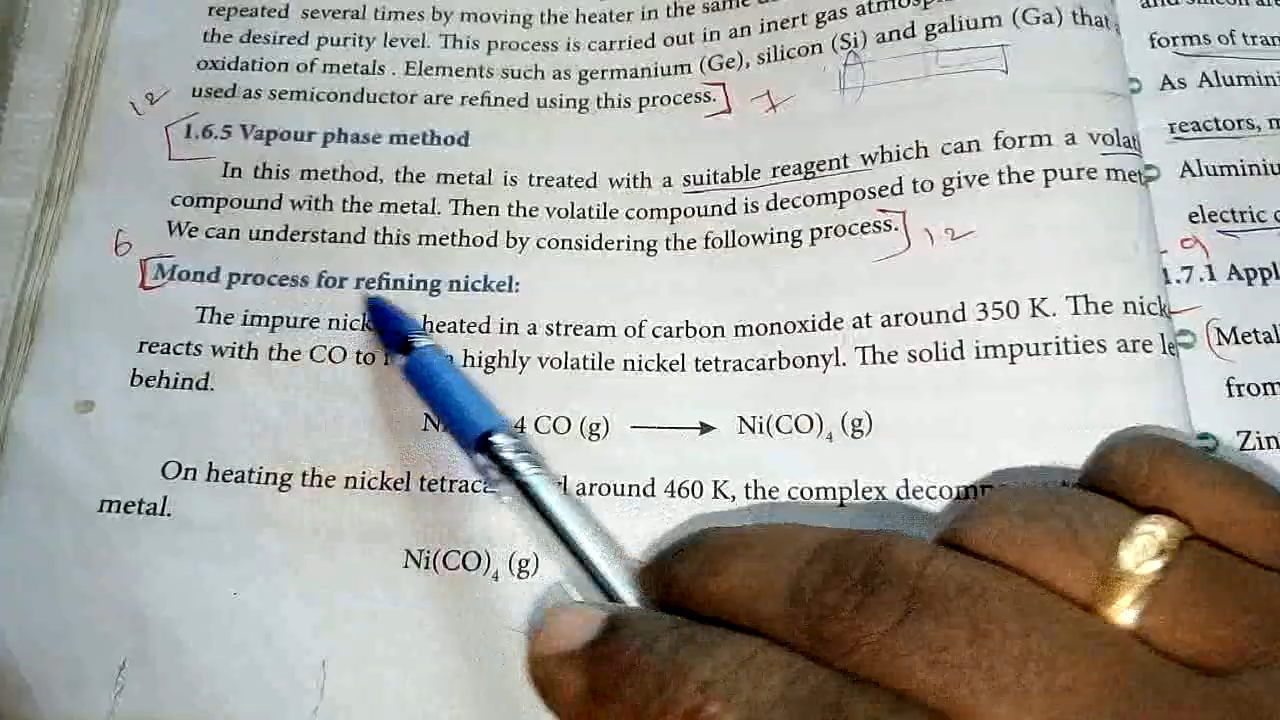 repeated several times by moving the heater in the same
the desired purity level. This process is carried out in an inert gas
oxidation of metals . Elements such as germanium (Ge), silicon (Si) and galium (Ga) that
used as semiconductor are refined using this process. 7
12
1.6.5 Vapour phase method
In this method, the metal is treated with a suitable reagent which can form a
compound with the metal. Then the volatile compound is decomposed to give the pure
We can understand this method by considering the following process. 12
6
Mond process for refining nickel:
The impure heated in a stream of carbon monoxide at around 350 K. The
reacts with the CO to highly volatile nickel tetracarbonyl. The solid impurities are
behind.
4 CO (g) ⟶ Ni(CO)₄ (g)
On heating the nickel around 460 K, the complex
metal.
Ni(CO)₄ (g)
forms of
As
reactors,
electric
9
1.7.1
Metal
from